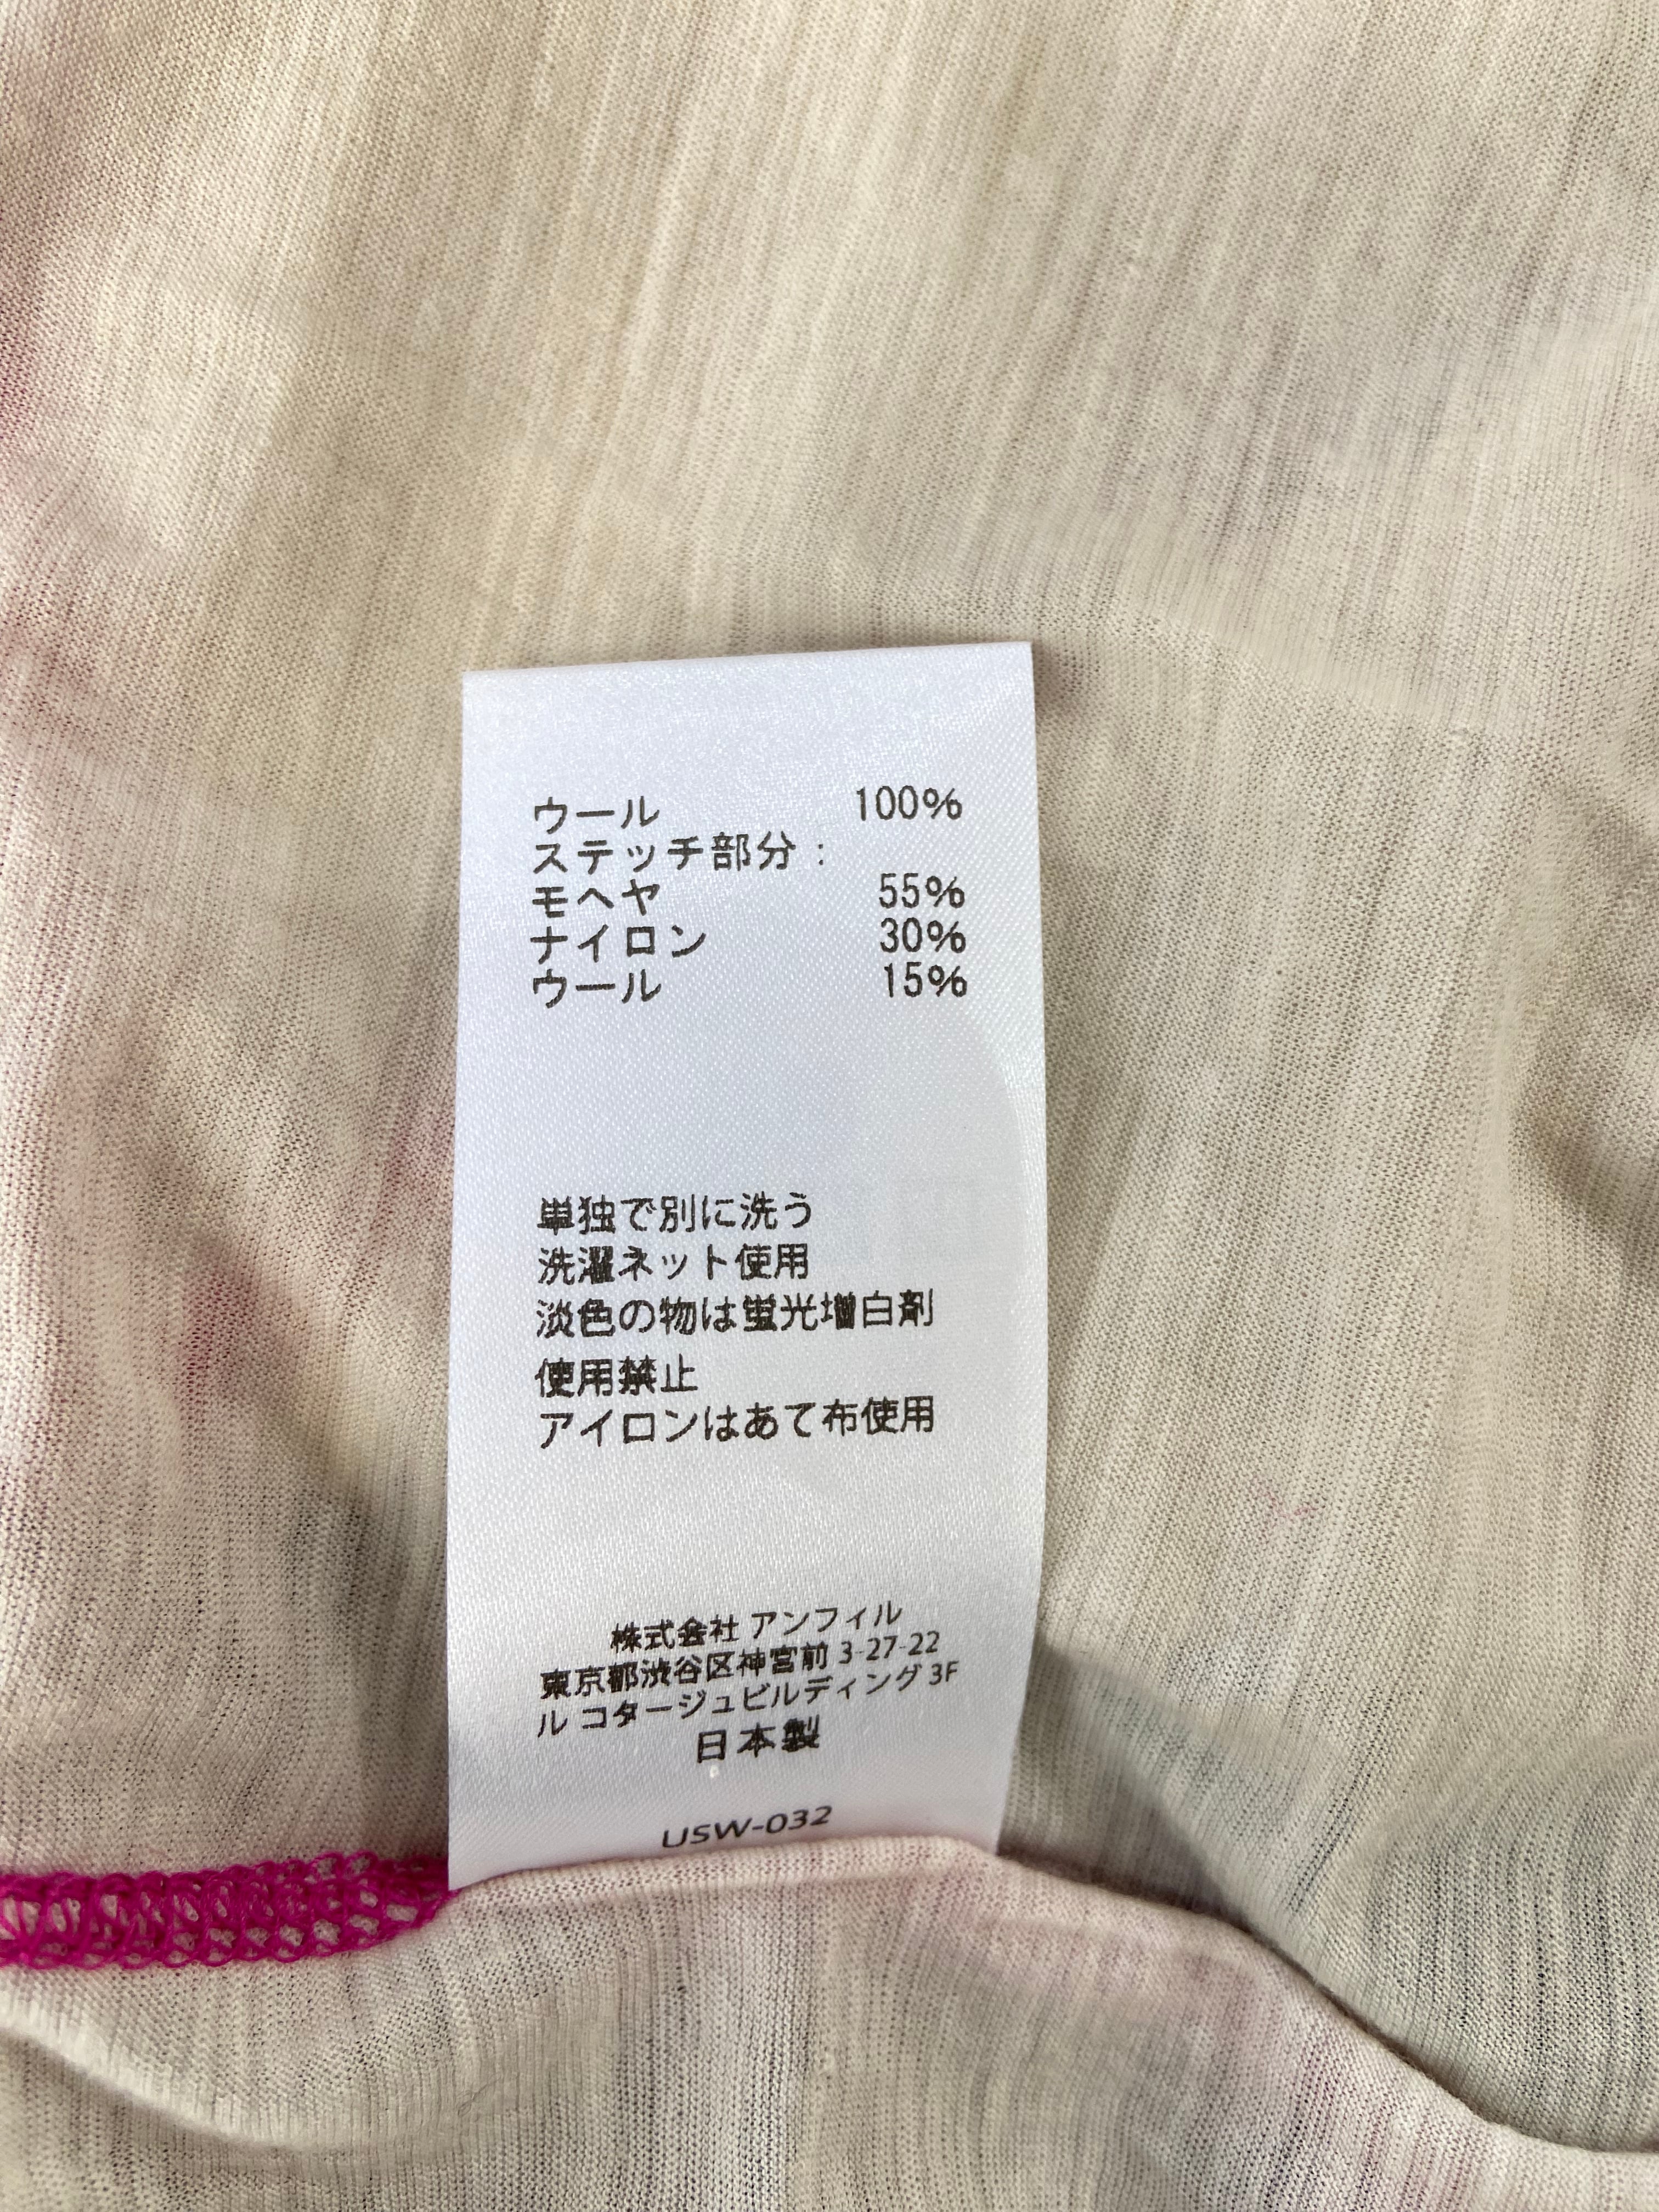 ウール 100%
ステッチ部分：
モヘヤ 55%
ナイロン 30%
ウール 15%
単独で別に洗う
洗濯ネット使用
淡色の物は蛍光増白剤
使用禁止
アイロンはあて布使用
株式会社 アンフィル
東京都渋谷区神宮前 3-27-22
ル コタージュビルディング 3F
日本製
USW-032